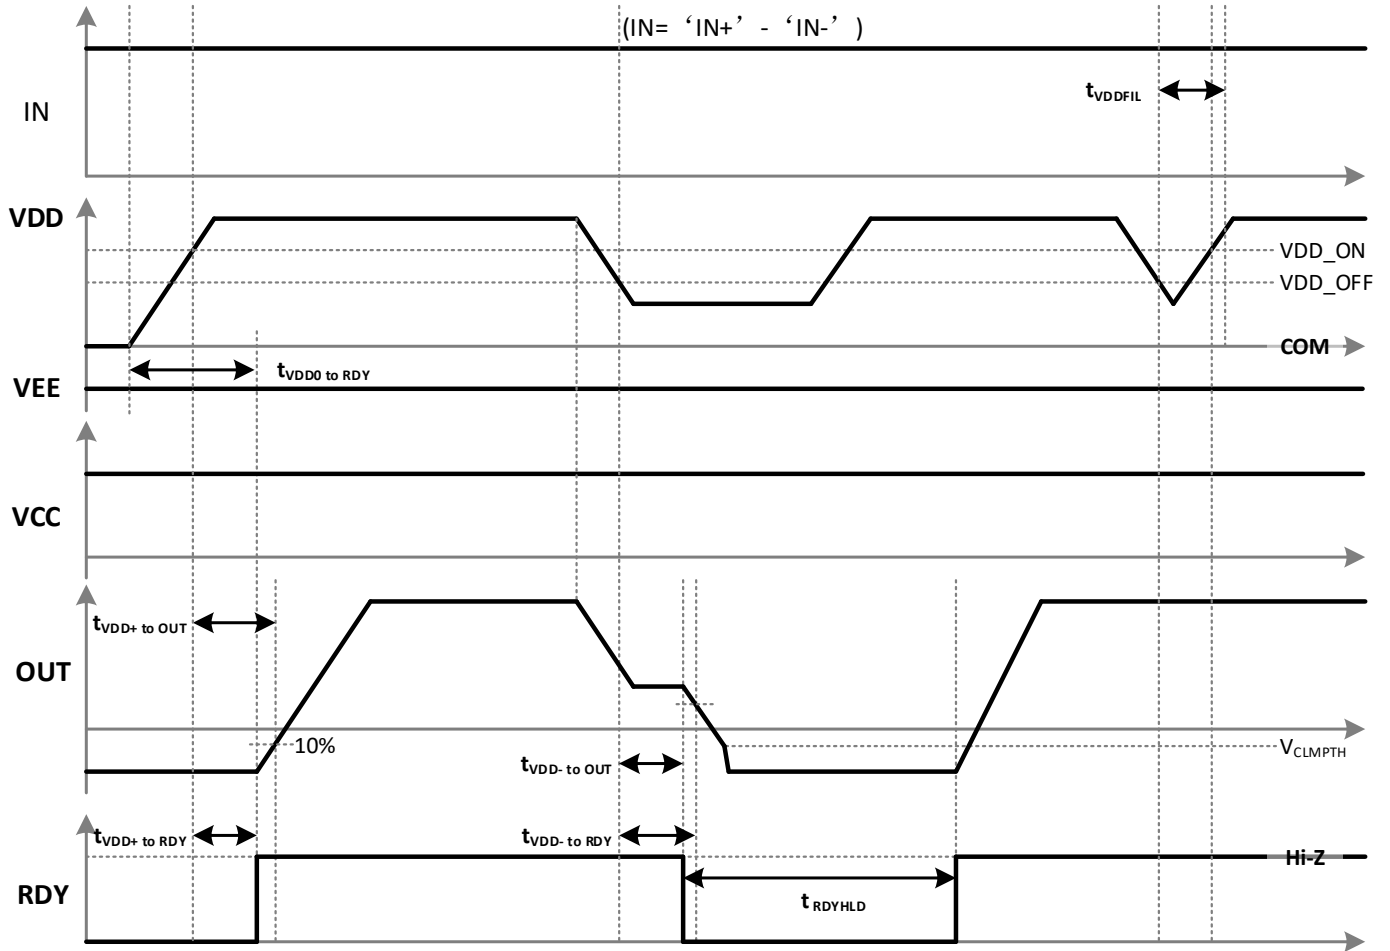 (IN= ‘IN+’ - ‘IN-’ )
IN
tVDDFIL
VDD
VDD_ON
VDD_OFF
COM
tVDD0 to RDY
VEE
VCC
tVDD+ to OUT
OUT
10%
tVDD- to OUT
VCLMPTH
tVDD+ to RDY
tVDD- to RDY
Hi-Z
RDY
tRDYHLD